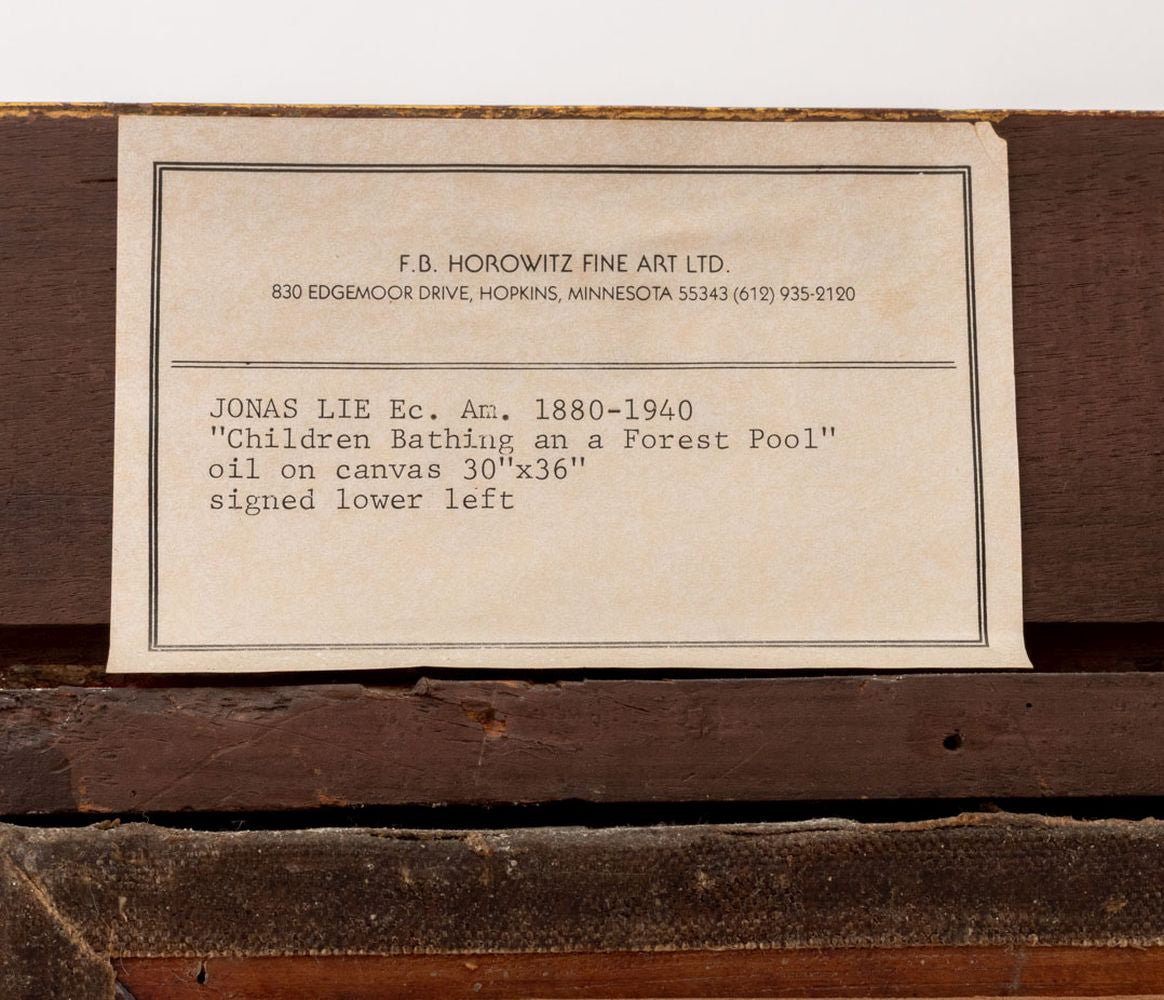 F.B. HOROWITZ FINE ART LTD.
830 EDGEMOOR DRIVE, HOPKINS, MINNESOTA 55343 (612) 935-2120
JONAS LIE Ec. Am. 1880-1940
"Children Bathing an a Forest Pool"
oil on canvas 30"x36"
signed lower left